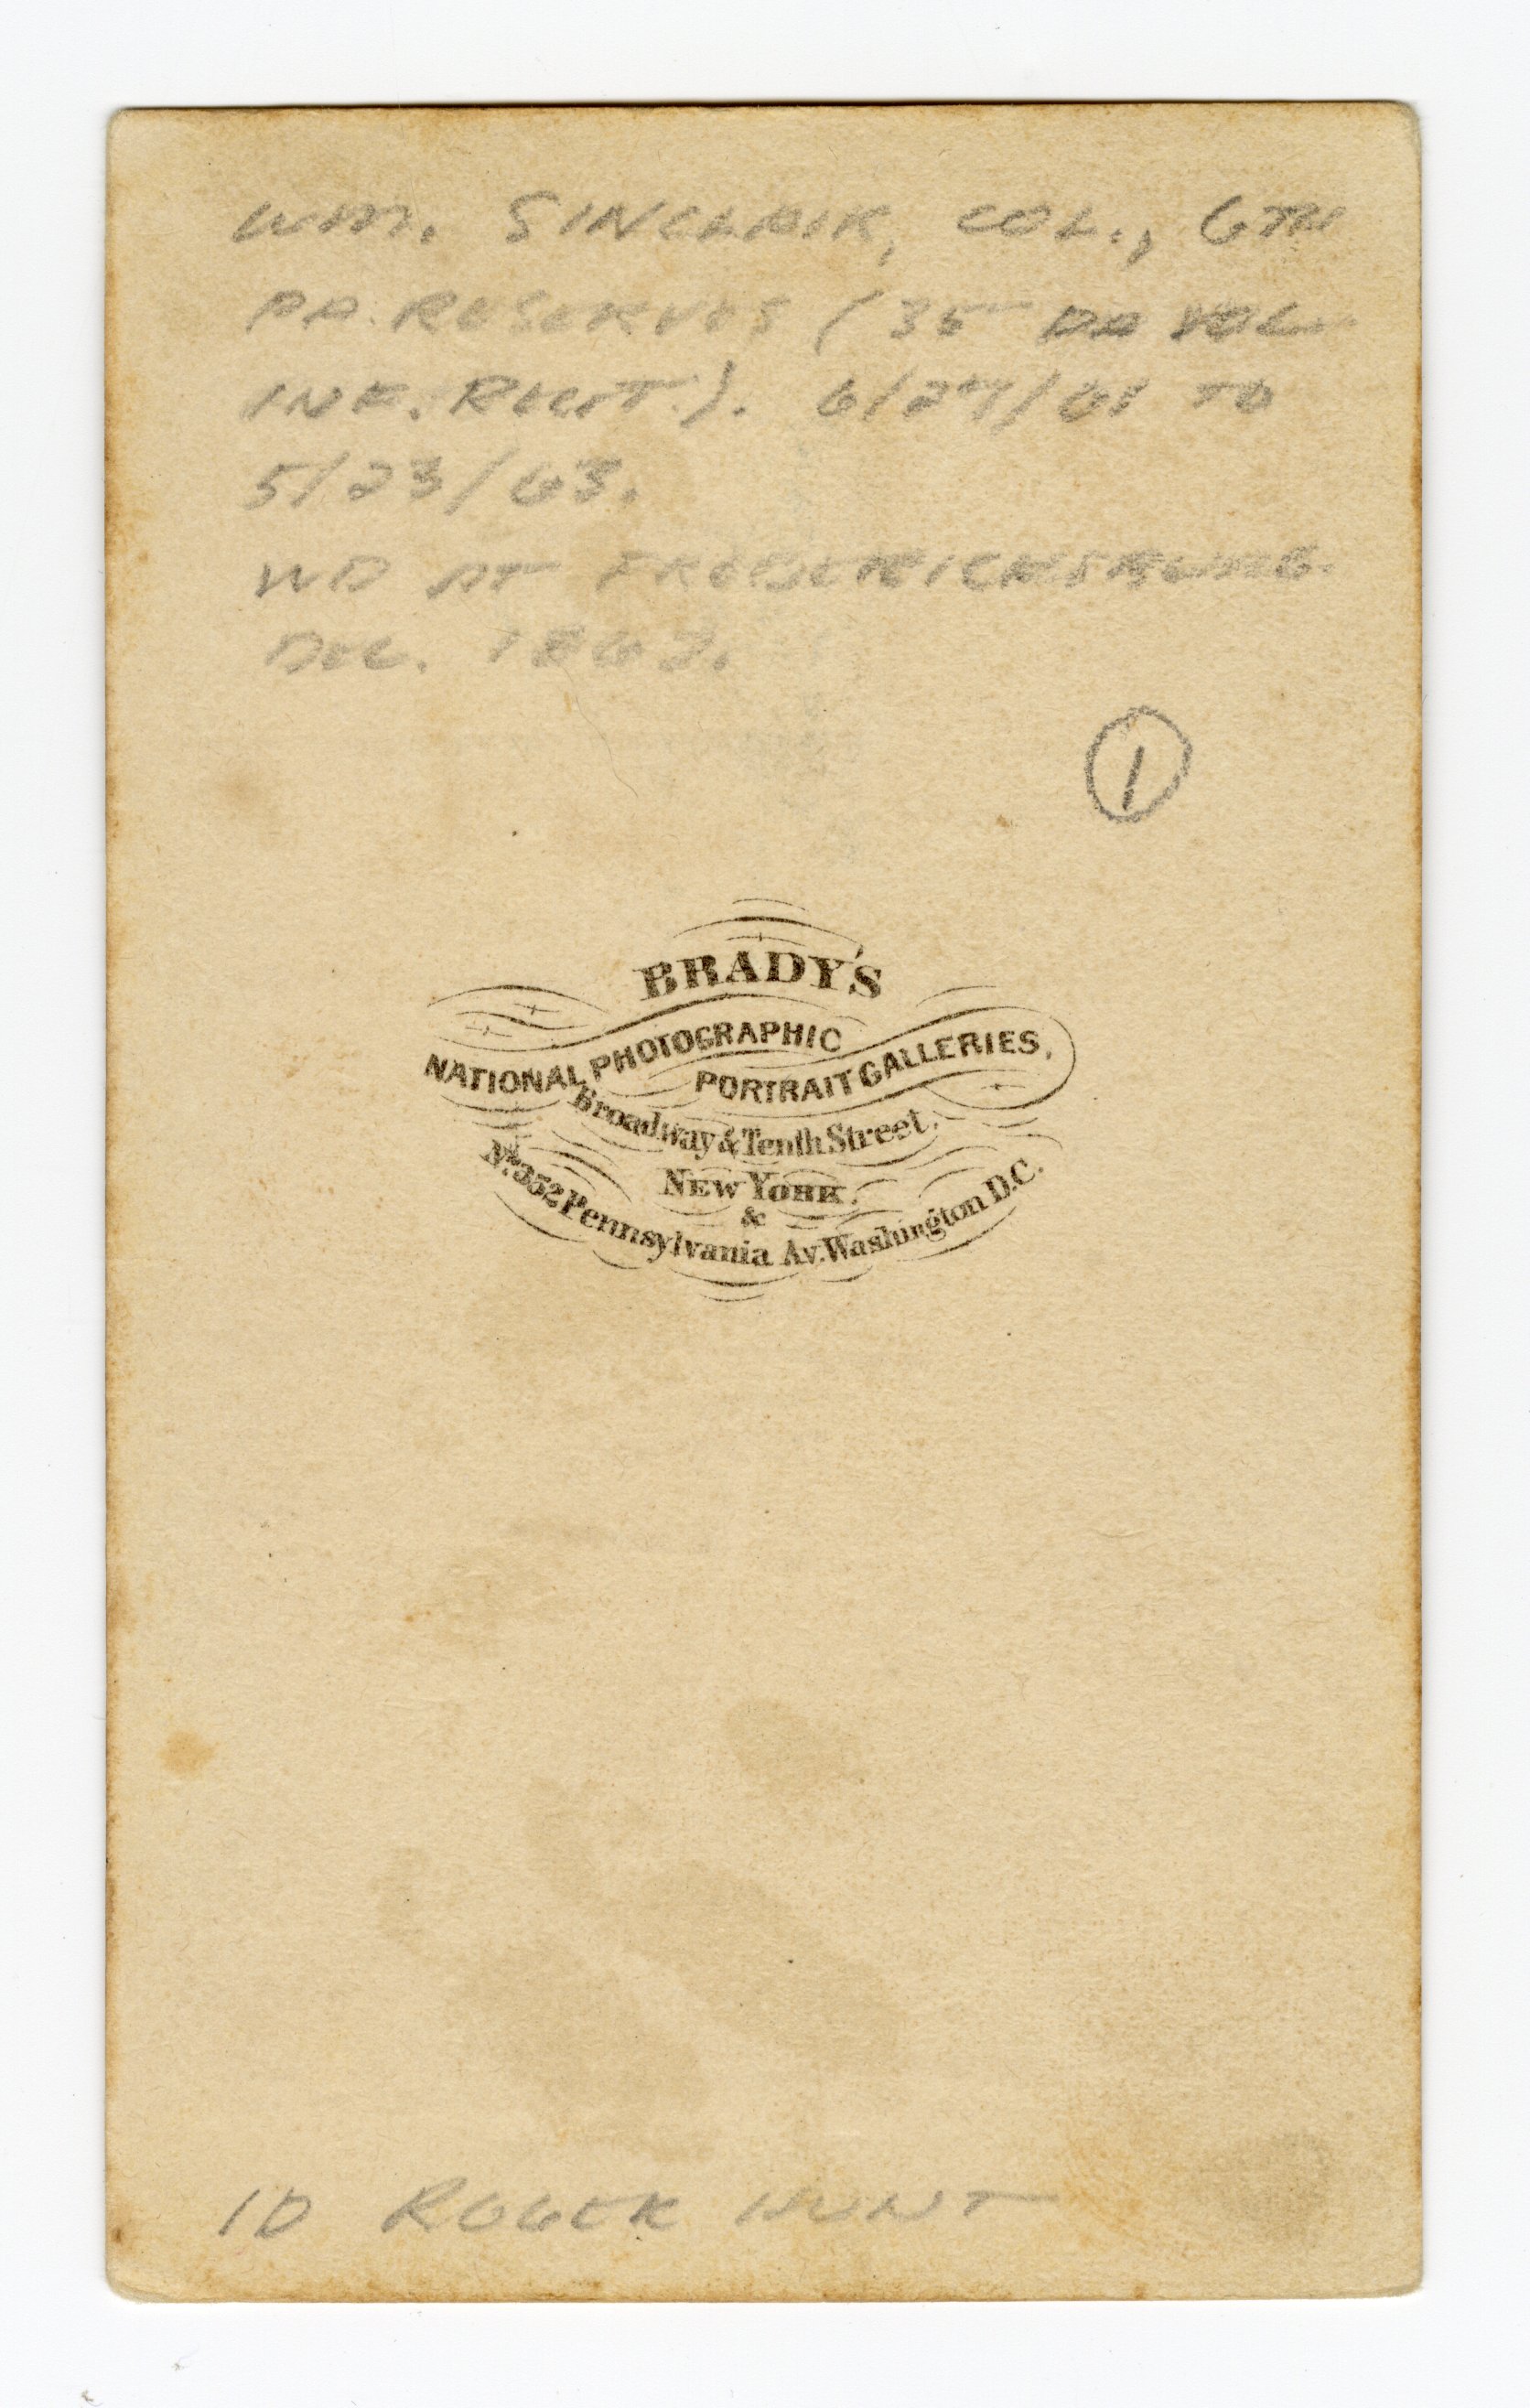 WM. SINCLAIR, COL., 6TH
PA. RESERVES (35 PA VOL
INF. REGT.). 6/27/61 TO
5/23/63.
WD AT FREDERICKSBURG.
DEC. 1862.
1
BRADY'S
NATIONAL PHOTOGRAPHIC
PORTRAIT GALLERIES,
Broadway & Tenth Street,
NEW YORK.
&
No. 352 Pennsylvania Av. Washington D.C.
ID ROGER HUNT